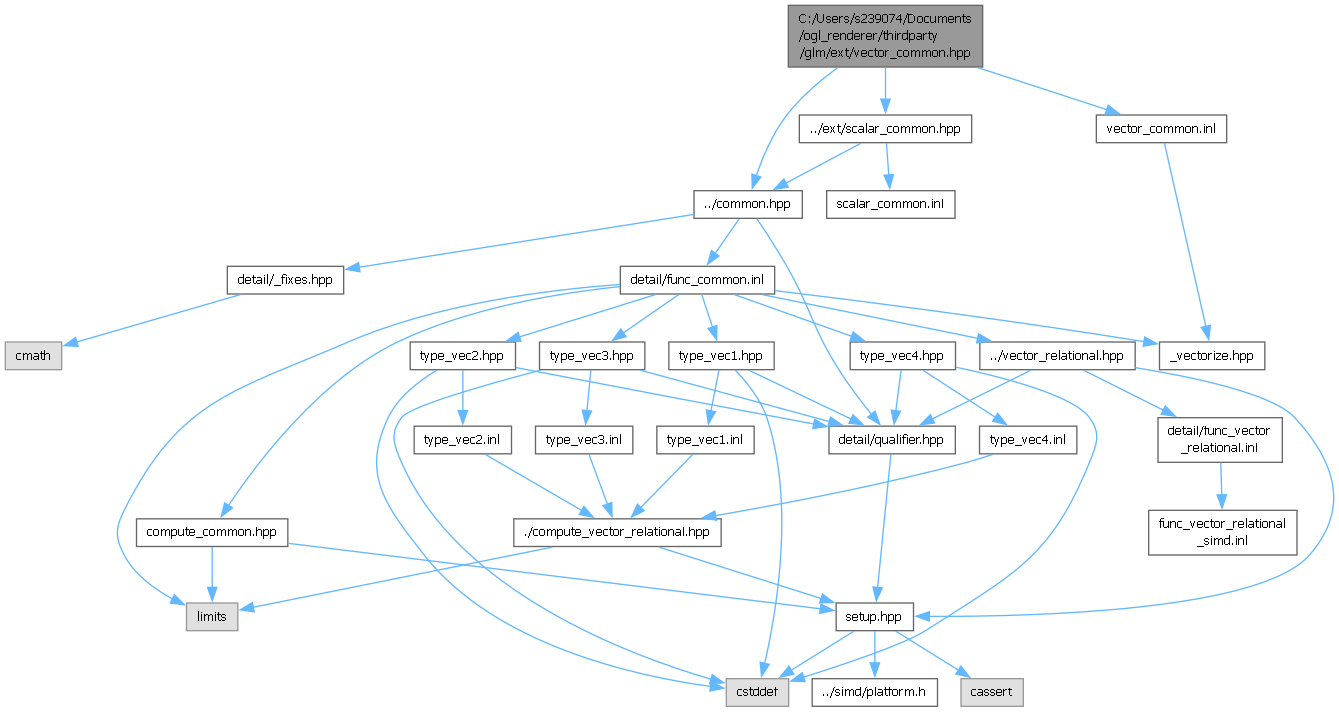 C:/Users/s239074/Documents
/ogl_renderer/thirdparty
/glm/ext/vector_common.hpp
../ext/scalar_common.hpp
vector_common.inl
../common.hpp
scalar_common.inl
detail/_fixes.hpp
detail/func_common.inl
cmath
type_vec2.hpp
type_vec3.hpp
type_vec1.hpp
type_vec4.hpp
../vector_relational.hpp
_vectorize.hpp
type_vec2.inl
type_vec3.inl
type_vec1.inl
detail/qualifier.hpp
type_vec4.inl
detail/func_vector
_relational.inl
compute_common.hpp
./compute_vector_relational.hpp
func_vector_relational
_simd.inl
limits
setup.hpp
cstddef
../simd/platform.h
cassert